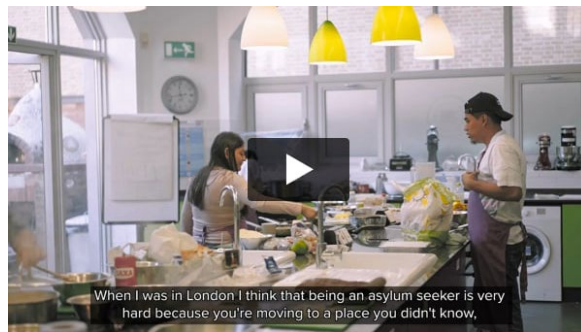 When I was in London I think that being an asylum seeker is very
hard because you're moving to a place you didn't know,